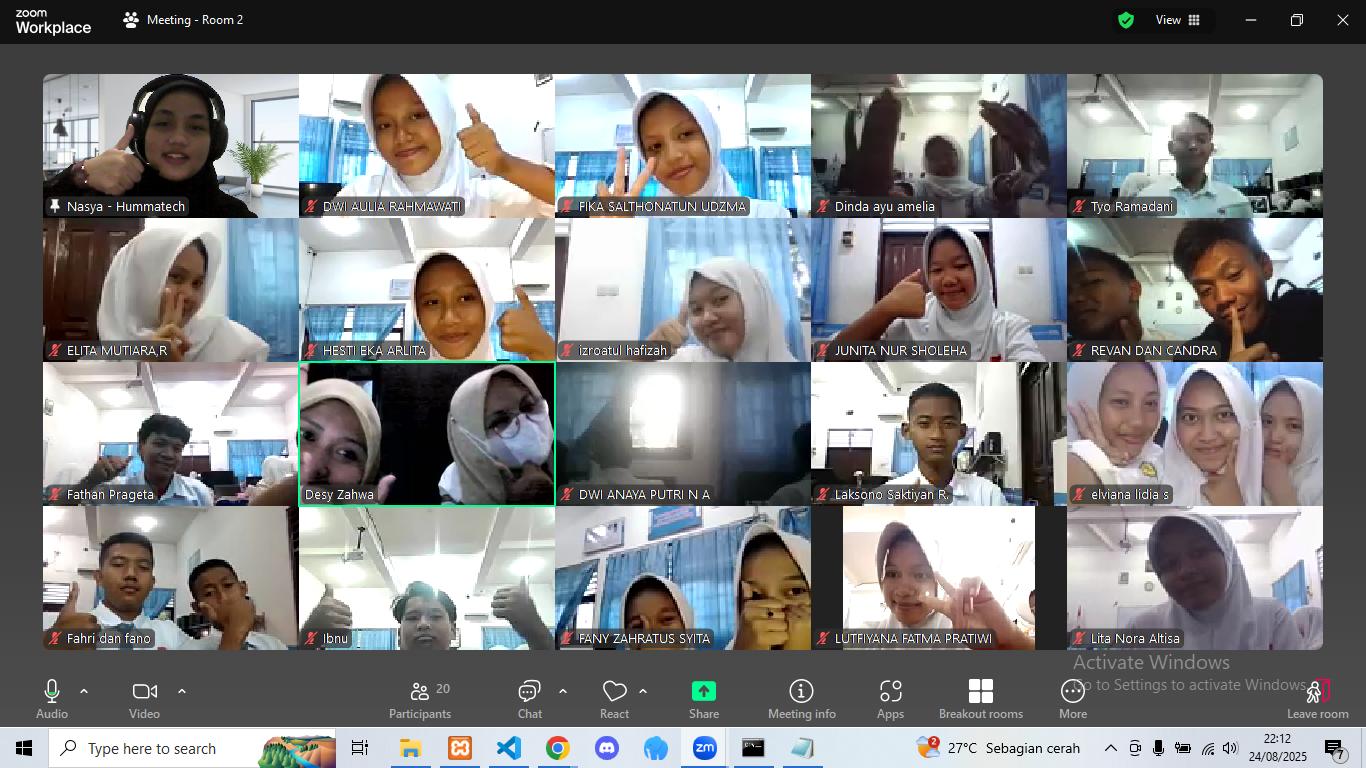 zoom
Workplace
Meeting - Room 2
View
Nasya - Hummatech
DWI AULIA RAHMAWATI
FIKA SALTHONATUN UDZMA
Dinda ayu amelia
Tyo Ramadani
ELITA MUTIARA,R
HESTI EKA ARLITA
izroatul hafizah
JUNITA NUR SHOLEHA
REVAN DAN CANDRA
Fathan Prageta
Desy Zahwa
DWI ANAYA PUTRI N A
Laksono Saktiyan R.
elviana lidia s
Fahri dan fano
Ibnu
FANY ZAHRATUS SYITA
LUTFIYANA FATMA PRATIWI
Lita Nora Altisa
Activate Windows
Go to Settings to activate Windows.
20
Audio
Video
Participants
Chat
React
Share
Meeting info
Apps
Breakout rooms
More
Leave room
Type here to search
zm
2
27°C Sebagian cerah
22:12
24/08/2025
7